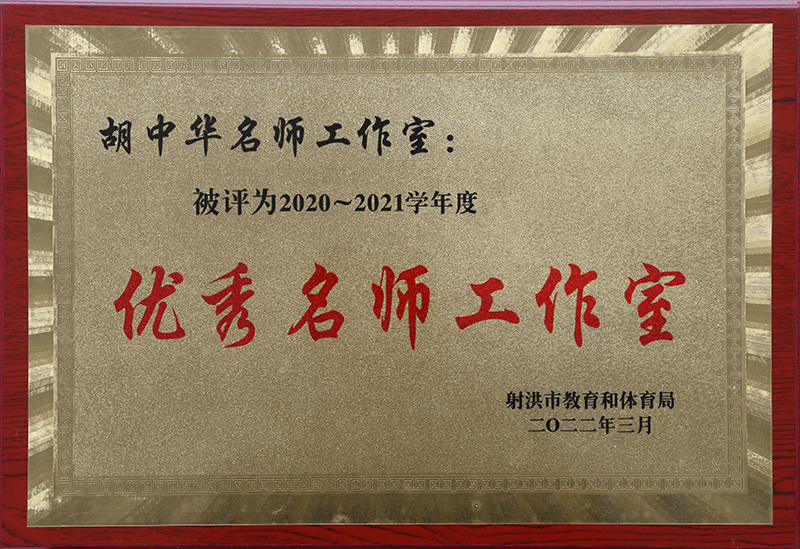 胡中华名师工作室：
被评为2020～2021学年度
优秀名师工作室
射洪市教育和体育局
二〇二二年三月